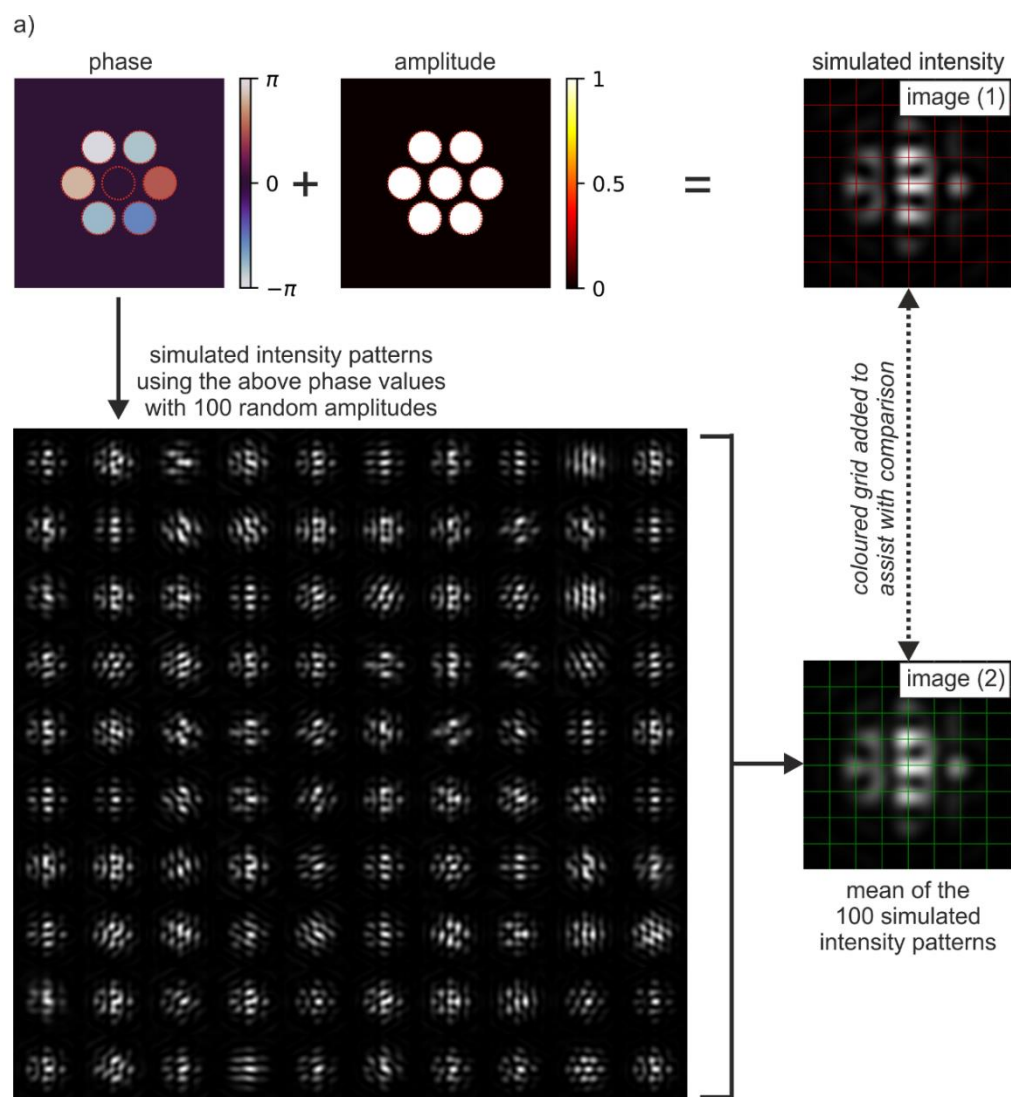 a)
phase
amplitude
simulated intensity
π
0
−π
1
0.5
0
image (1)
+
=
simulated intensity patterns
using the above phase values
with 100 random amplitudes
coloured grid added to
assist with comparison
image (2)
mean of the
100 simulated
intensity patterns